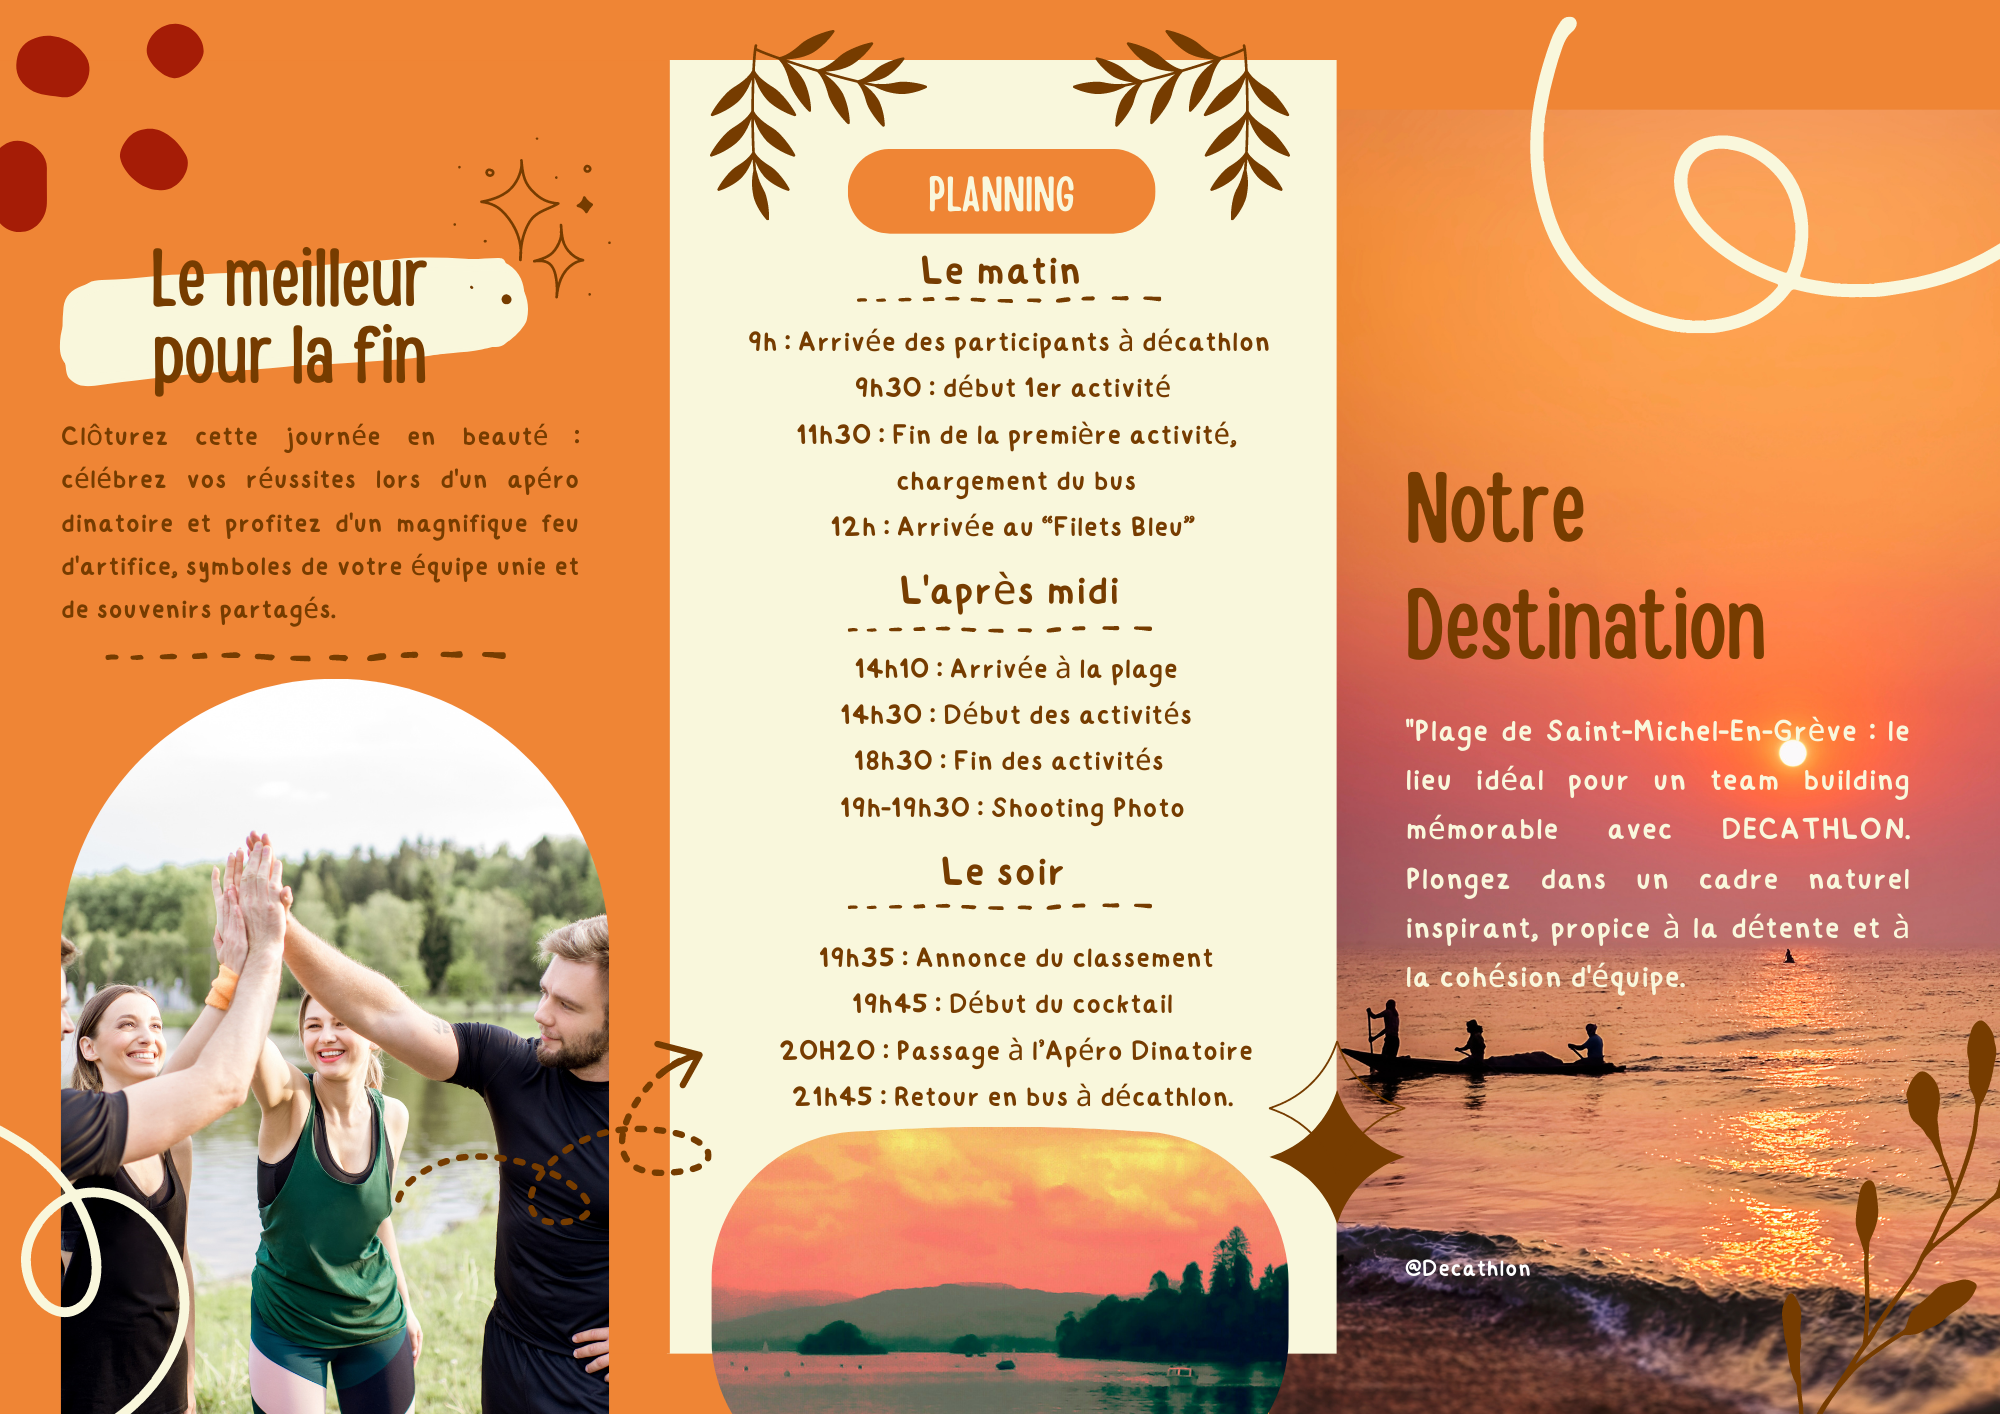 Le meilleur
pour la fin
Clôturez cette journée en beauté :
célébrez vos réussites lors d'un apéro
dinatoire et profitez d'un magnifique feu
d'artifice, symboles de votre équipe unie et
de souvenirs partagés.
PLANNING
Le matin
9h : Arrivée des participants à décathlon
9h30 : début 1er activité
11h30 : Fin de la première activité,
chargement du bus
12h : Arrivée au “Filets Bleu”
L'après midi
14h10 : Arrivée à la plage
14h30 : Début des activités
18h30 : Fin des activités
19h-19h30 : Shooting Photo
Le soir
19h35 : Annonce du classement
19h45 : Début du cocktail
20H20 : Passage à l’Apéro Dinatoire
21h45 : Retour en bus à décathlon.
Notre
Destination
"Plage de Saint-Michel-En-Grève : le
lieu idéal pour un team building
mémorable avec DECATHLON.
Plongez dans un cadre naturel
inspirant, propice à la détente et à
la cohésion d'équipe.
@Decathlon